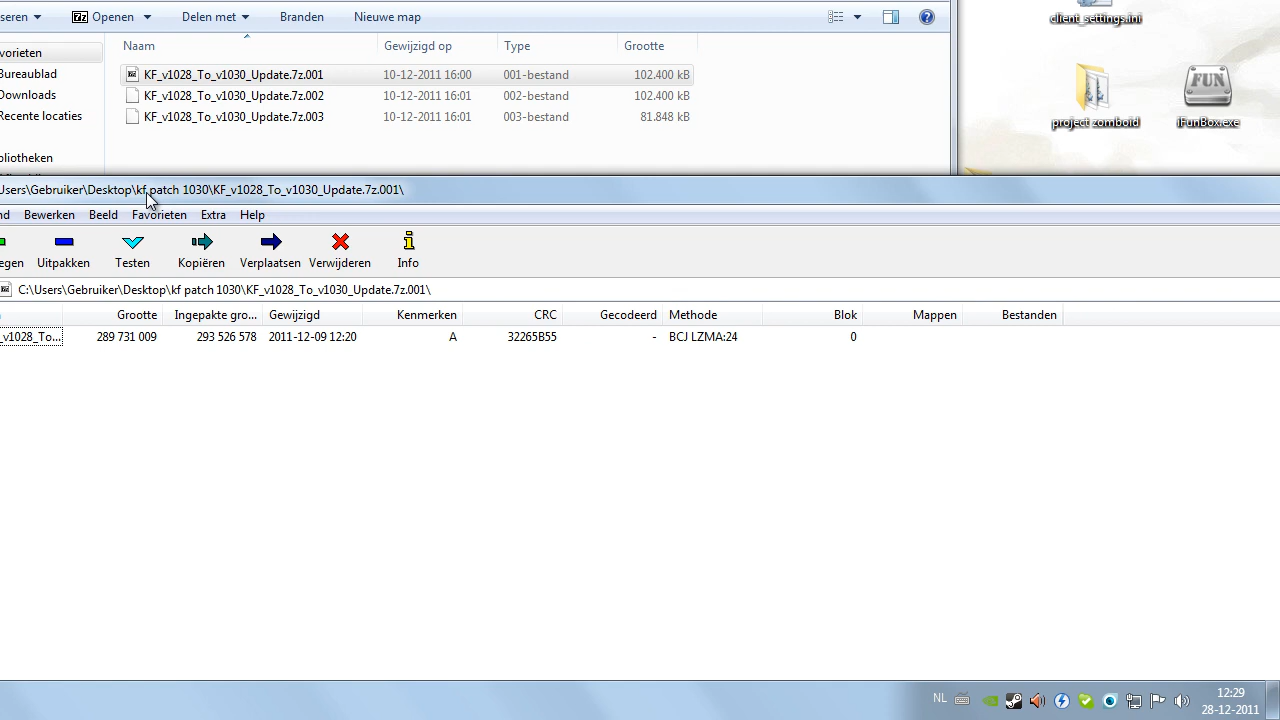 seren Openen Delen met Branden Nieuwe map
client_settings.ini
vorieten Naam Gewijzigd op Type Grootte
Bureaublad KF_v1028_To_v1030_Update.7z.001 10-12-2011 16:00 001-bestand 102.400 kB
Downloads KF_v1028_To_v1030_Update.7z.002 10-12-2011 16:01 002-bestand 102.400 kB
Recente locaties KF_v1028_To_v1030_Update.7z.003 10-12-2011 16:01 003-bestand 81.848 kB
FUN
project zomboid iFunBox.exe
bliotheken
Users\Gebruiker\Desktop\kf patch 1030\KF_v1028_To_v1030_Update.7z.001\
nd Bewerken Beeld Favorieten Extra Help
egen Uitpakken Testen Kopiëren Verplaatsen Verwijderen Info
C:\Users\Gebruiker\Desktop\kf patch 1030\KF_v1028_To_v1030_Update.7z.001\
Grootte Ingepakte gro... Gewijzigd Kenmerken CRC Gecodeerd Methode Blok Mappen Bestanden
_v1028_To... 289 731 009 293 526 578 2011-12-09 12:20 A 32265B55 - BCJ LZMA:24 0
NL 12:29
28-12-2011